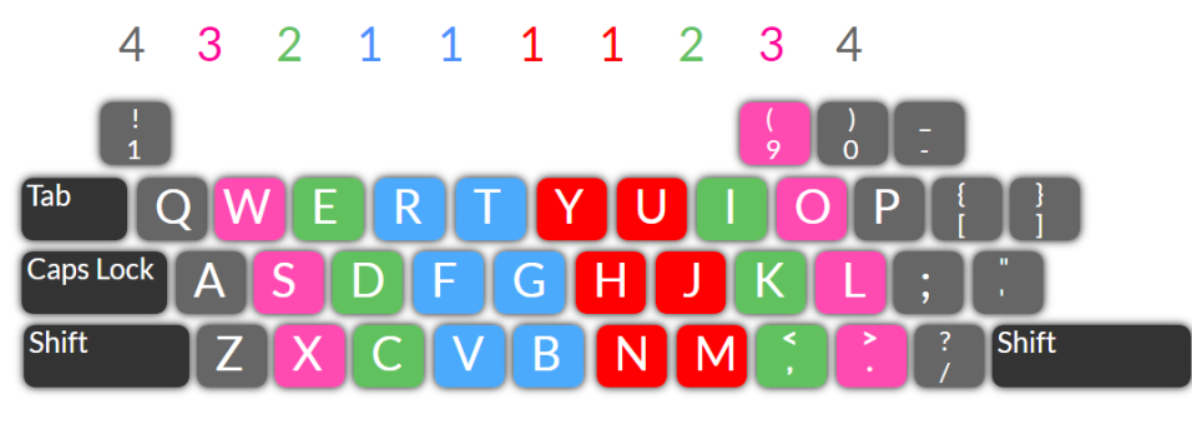 4 3 2 1 1 1 1 2 3 4
! ( ) _
1 9 0 -
Tab Q W E R T Y U I O P { }
[ ]
Caps Lock A S D F G H J K L ; "
'
Shift Z X C V B N M < > ? Shift
, . /